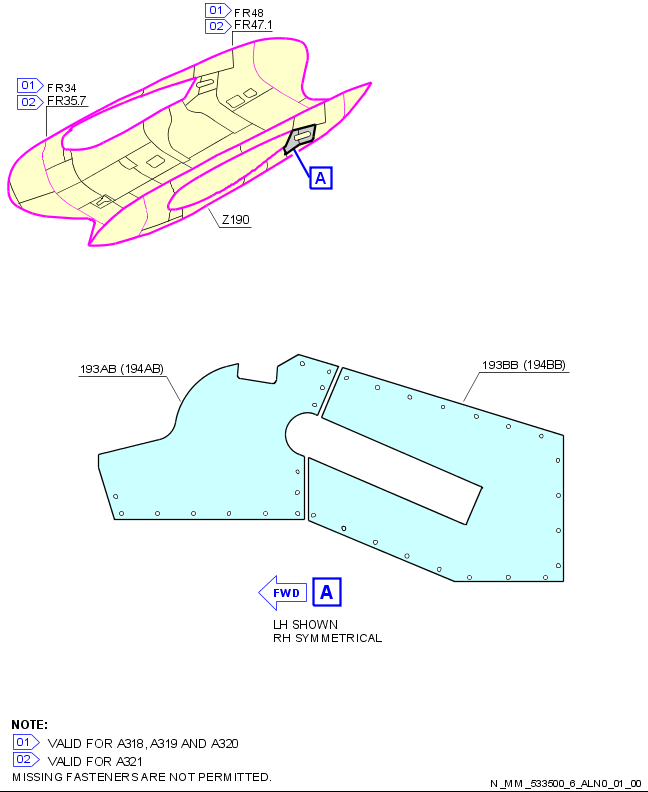 01 FR48
02 FR47.1
01 FR34
02 FR35.7
A
Z190
193AB (194AB)
193BB (194BB)
FWD A
LH SHOWN
RH SYMMETRICAL
NOTE:
01 VALID FOR A318, A319 AND A320
02 VALID FOR A321
MISSING FASTENERS ARE NOT PERMITTED.
N_MM_533500_6_ALN0_01_00